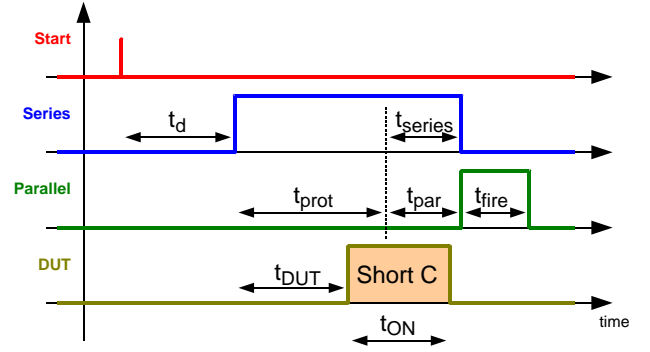 Start
Series
t_d
t_series
Parallel
t_prot
t_par
t_fire
DUT
t_DUT
Short C
t_ON
time